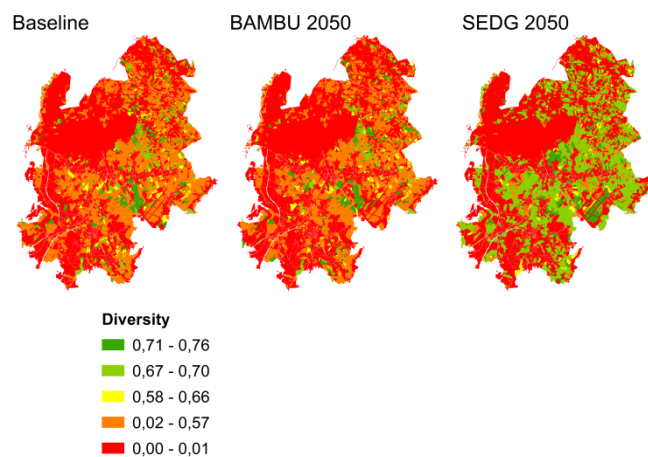 Baseline
BAMBU 2050
SEDG 2050
Diversity
0,71 - 0,76
0,67 - 0,70
0,58 - 0,66
0,02 - 0,57
0,00 - 0,01